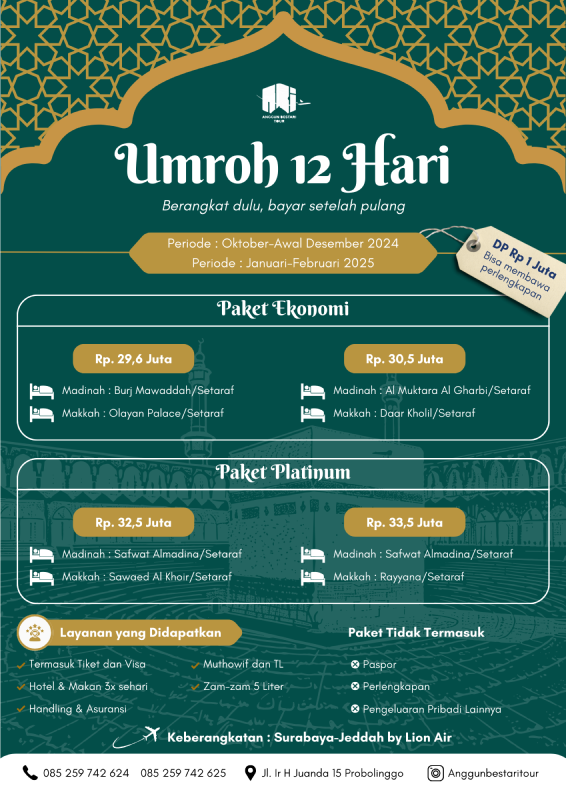 ANGGUN BESTARI
TOUR
Umroh 12 Hari
Berangkat dulu, bayar setelah pulang
Periode : Oktober-Awal Desember 2024
Periode : Januari-Februari 2025
DP Rp 1 Juta
Bisa membawa
perlengkapan
Paket Ekonomi
Rp. 29,6 Juta
Madinah : Burj Mawaddah/Setaraf
Makkah : Olayan Palace/Setaraf
Rp. 30,5 Juta
Madinah : Al Muktara Al Gharbi/Setaraf
Makkah : Daar Kholil/Setaraf
Paket Platinum
Rp. 32,5 Juta
Madinah : Safwat Almadina/Setaraf
Makkah : Sawaed Al Khoir/Setaraf
Rp. 33,5 Juta
Madinah : Safwat Almadina/Setaraf
Makkah : Rayyana/Setaraf
Layanan yang Didapatkan
Termasuk Tiket dan Visa
Hotel & Makan 3x sehari
Handling & Asuransi
Muthowif dan TL
Zam-zam 5 Liter
Paket Tidak Termasuk
Paspor
Perlengkapan
Pengeluaran Pribadi Lainnya
Keberangkatan : Surabaya-Jeddah by Lion Air
085 259 742 624 085 259 742 625
Jl. Ir H Juanda 15 Probolinggo
Anggunbestaritour